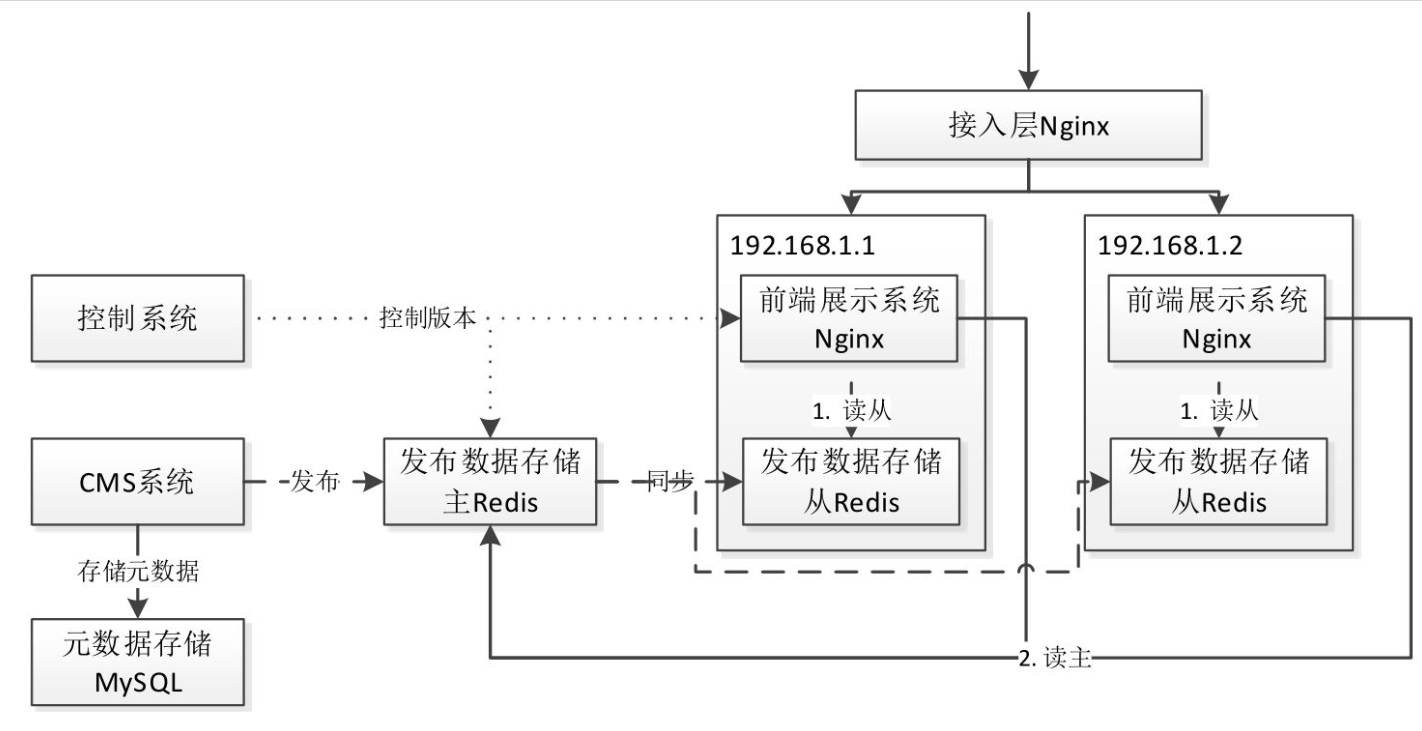 接入层Nginx
192.168.1.1
192.168.1.2
控制系统
控制版本
前端展示系统
Nginx
前端展示系统
Nginx
1. 读从
1. 读从
CMS系统
发布
发布数据存储
主Redis
同步
发布数据存储
从Redis
发布数据存储
从Redis
存储元数据
元数据存储
MySQL
2. 读主